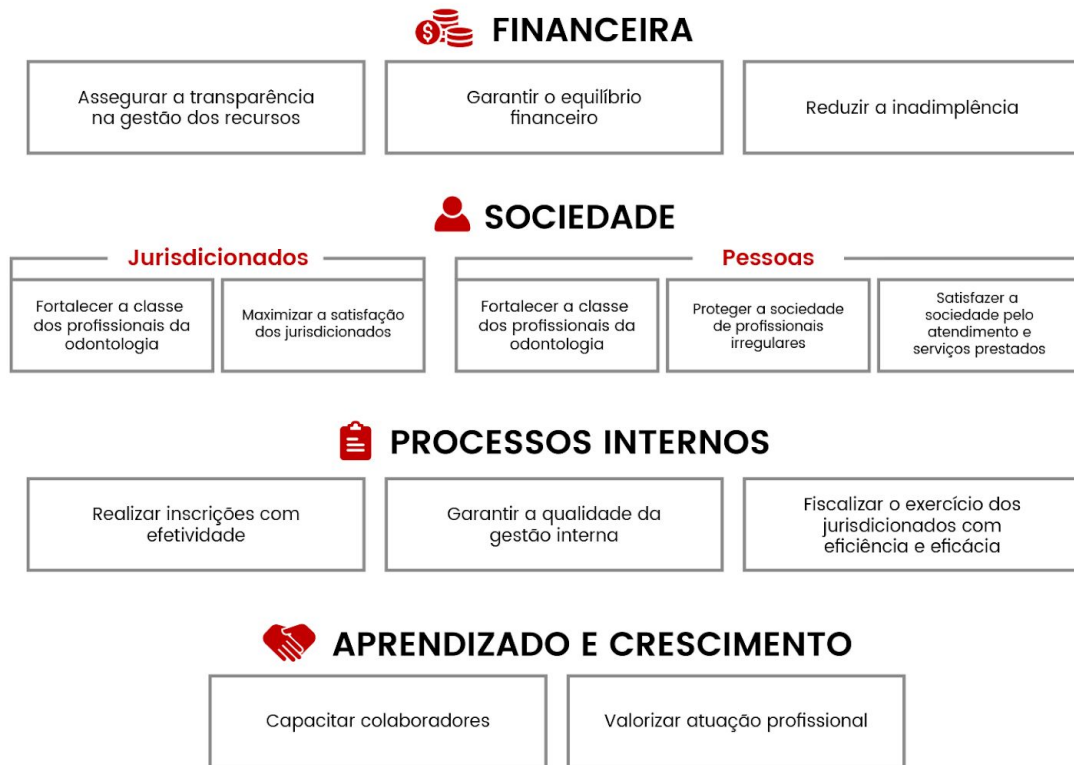 FINANCEIRA
Assegurar a transparência
na gestão dos recursos
Garantir o equilíbrio
financeiro
Reduzir a inadimplência
SOCIEDADE
Jurisdicionados
Fortalecer a classe
dos profissionais da
odontologia
Maximizar a satisfação
dos jurisdicionados
Pessoas
Fortalecer a classe
dos profissionais da
odontologia
Proteger a sociedade
de profissionais
irregulares
Satisfazer a
sociedade pelo
atendimento e
serviços prestados
PROCESSOS INTERNOS
Realizar inscrições com
efetividade
Garantir a qualidade da
gestão interna
Fiscalizar o exercício dos
jurisdicionados com
eficiência e eficácia
APRENDIZADO E CRESCIMENTO
Capacitar colaboradores
Valorizar atuação profissional